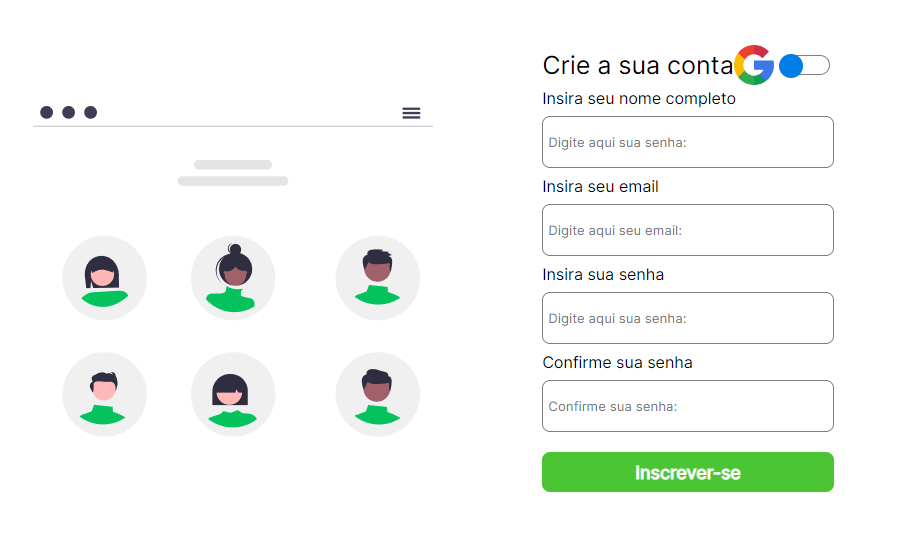 Crie a sua conta
Insira seu nome completo
Digite aqui sua senha:
Insira seu email
Digite aqui seu email:
Insira sua senha
Digite aqui sua senha:
Confirme sua senha
Confirme sua senha:
Inscrever-se